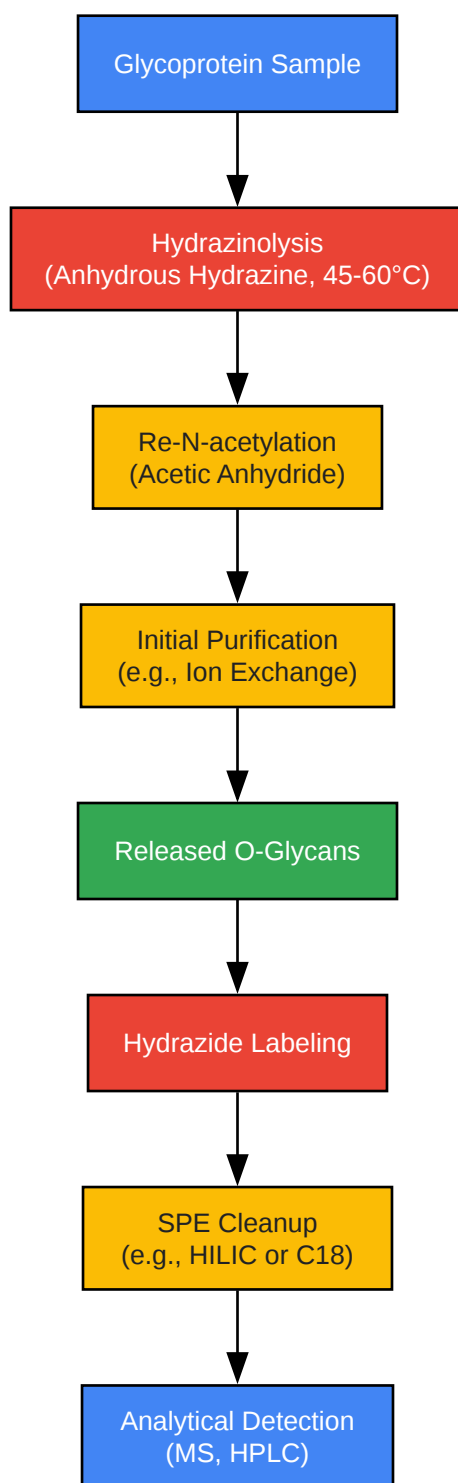 Glycoprotein Sample
Hydrazinolysis
(Anhydrous Hydrazine, 45-60°C)
Re-N-acetylation
(Acetic Anhydride)
Initial Purification
(e.g., Ion Exchange)
Released O-Glycans
Hydrazide Labeling
SPE Cleanup
(e.g., HILIC or C18)
Analytical Detection
(MS, HPLC)